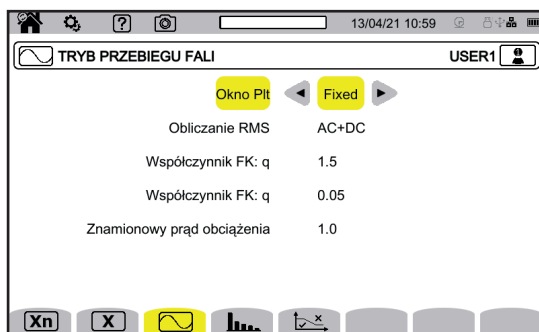 ? 13/04/21 10:59
TRYB PRZEBIEGU FALI USER1
Okno Plt Fixed
Obliczanie RMS AC+DC
Współczynnik FK: q 1.5
Współczynnik FK: q 0.05
Znamionowy prąd obciążenia 1.0
Xn X